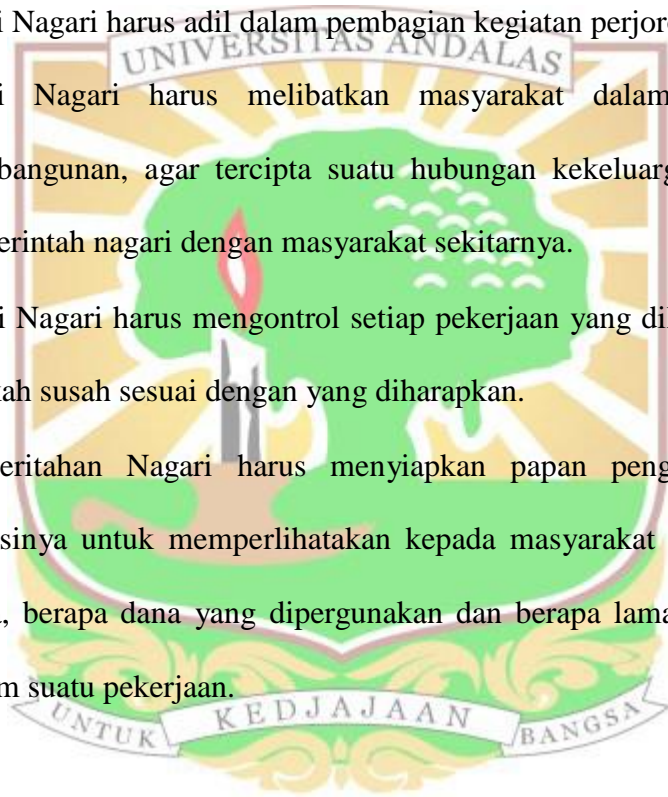 i Nagari harus adil dalam pembagian kegiatan perjoro
UNIVERSITAS ANDALAS
i Nagari harus melibatkan masyarakat dalam
bangunan, agar tercipta suatu hubungan kekeluarg
erintah nagari dengan masyarakat sekitarnya.
i Nagari harus mengontrol setiap pekerjaan yang di
kah susah sesuai dengan yang diharapkan.
eritahan Nagari harus menyiapkan papan peng
sinya untuk memperlihatakan kepada masyarakat
, berapa dana yang dipergunakan dan berapa lama
m suatu pekerjaan.
UNTUK KEDJAJAAN BANGSA